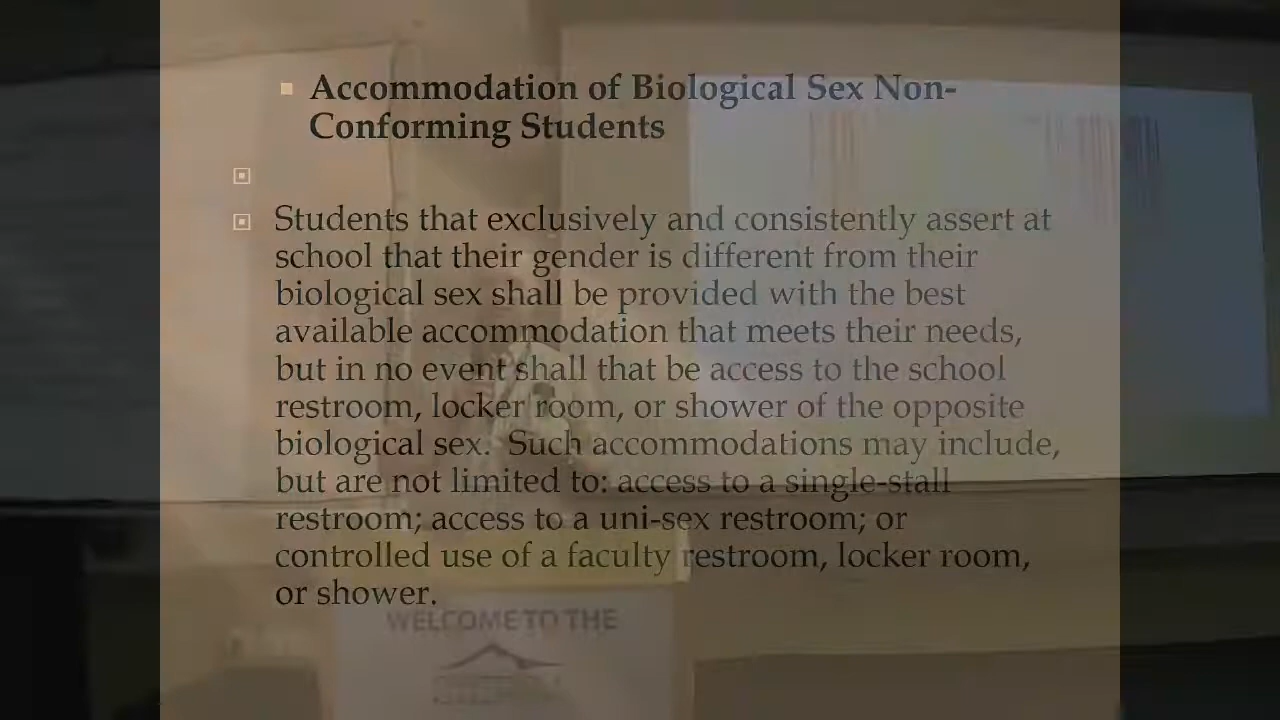 Accommodation of Biological Sex Non-
Conforming Students
Students that exclusively and consistently assert at
school that their gender is different from their
biological sex shall be provided with the best
available accommodation that meets their needs,
but in no event shall that be access to the school
restroom, locker room, or shower of the opposite
biological sex. Such accommodations may include,
but are not limited to: access to a single-stall
restroom; access to a uni-sex restroom; or
controlled use of a faculty restroom, locker room,
or shower.
WELCOME TO THE